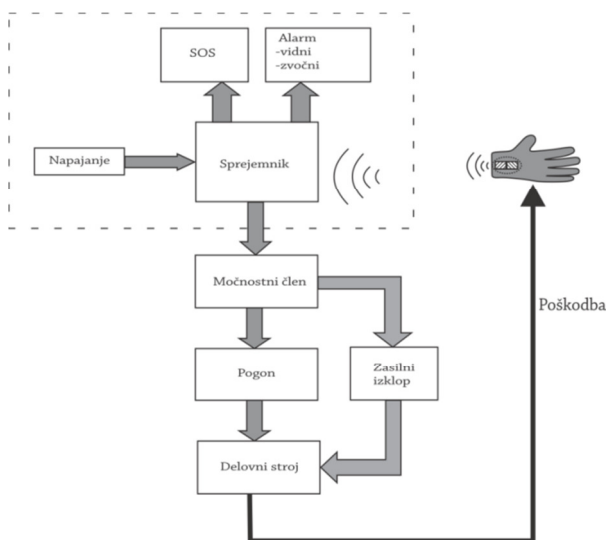 SOS
Alarm
-vidni
-zvočni
Napajanje
Sprejemnik
Močnostni člen
Poškodba
Pogon
Zasilni
izklop
Delovni stroj